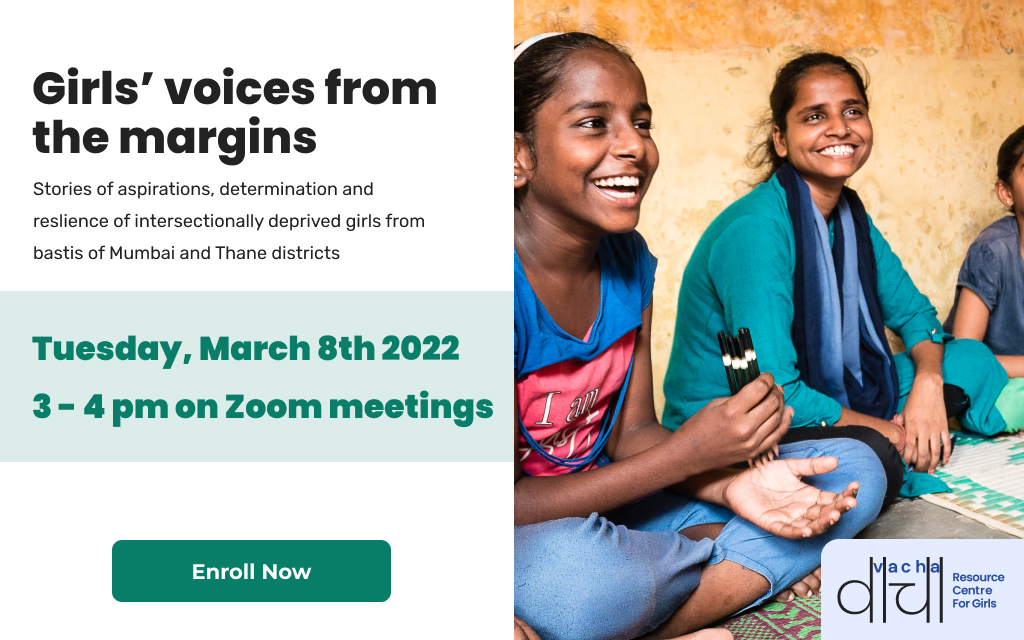 Girls’ voices from
the margins
Stories of aspirations, determination and
reslience of intersectionally deprived girls from
bastis of Mumbai and Thane districts
Tuesday, March 8th 2022
3 – 4 pm on Zoom meetings
Enroll Now
I am
vacha
वाचा
Resource
Centre
For Girls